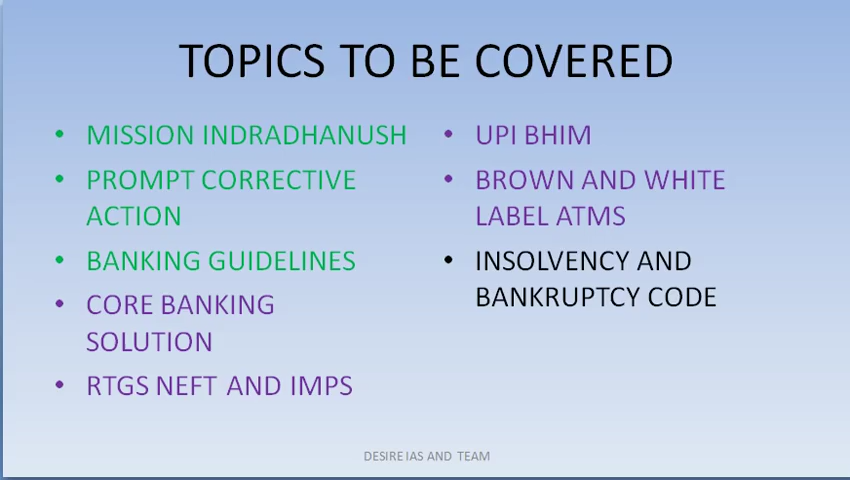 TOPICS TO BE COVERED
• MISSION INDRADHANUSH
• PROMPT CORRECTIVE
ACTION
• BANKING GUIDELINES
• CORE BANKING
SOLUTION
• RTGS NEFT AND IMPS
• UPI BHIM
• BROWN AND WHITE
LABEL ATMS
• INSOLVENCY AND
BANKRUPTCY CODE
DESIRE IAS AND TEAM